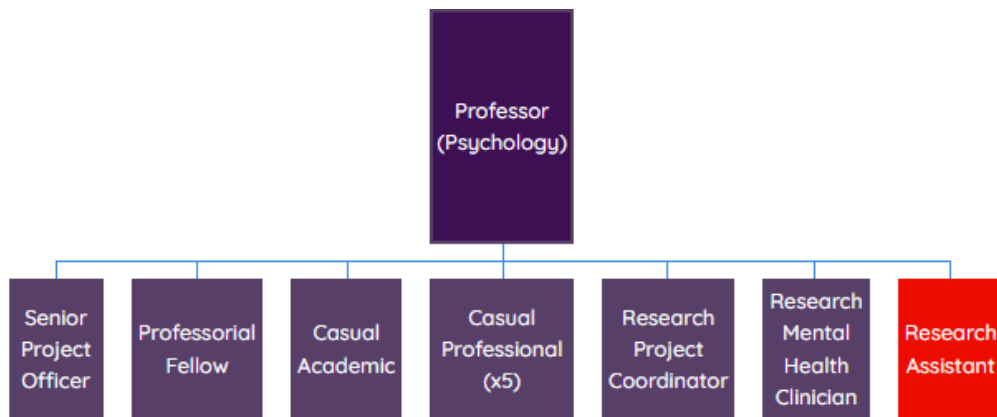 Professor
(Psychology)
Senior
Project
Officer
Professorial
Fellow
Casual
Academic
Casual
Professional
(x5)
Research
Project
Coordinator
Research
Mental
Health
Clinician
Research
Assistant